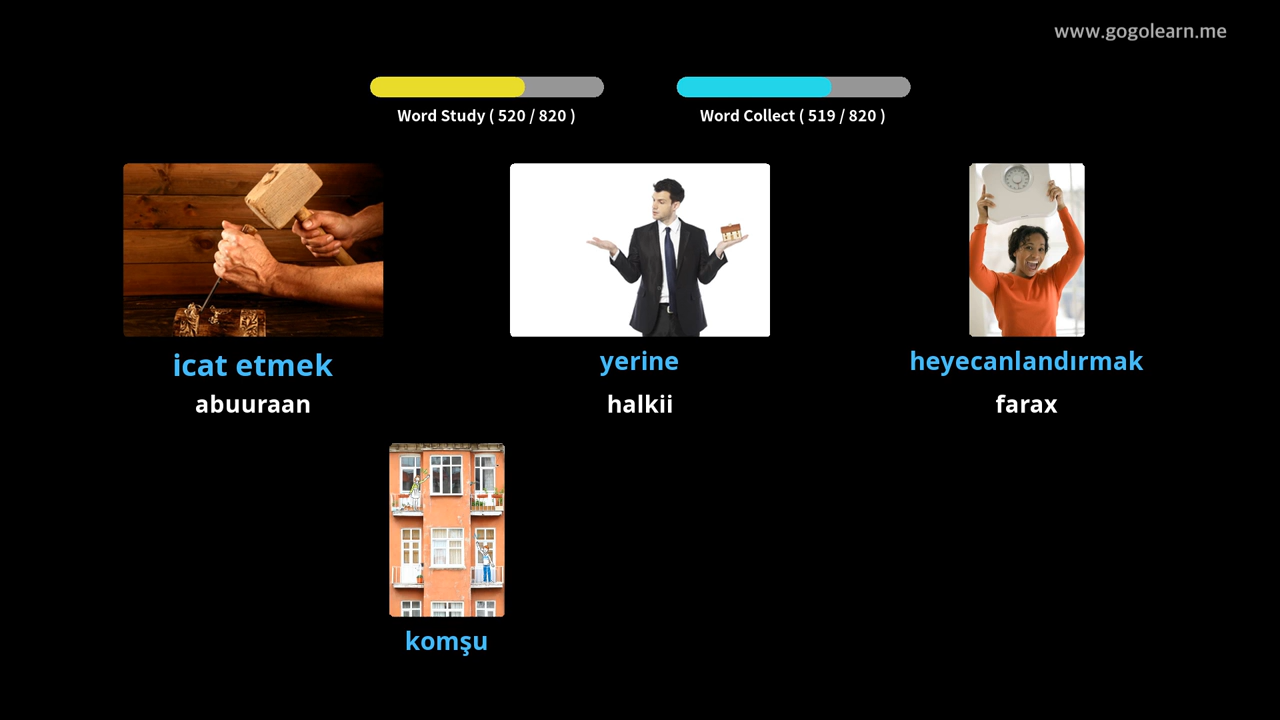 www.gogolearn.me
Word Study ( 520 / 820 )
Word Collect ( 519 / 820 )
icat etmek
abuuraan
yerine
halkii
heyecanlandırmak
farax
komşu